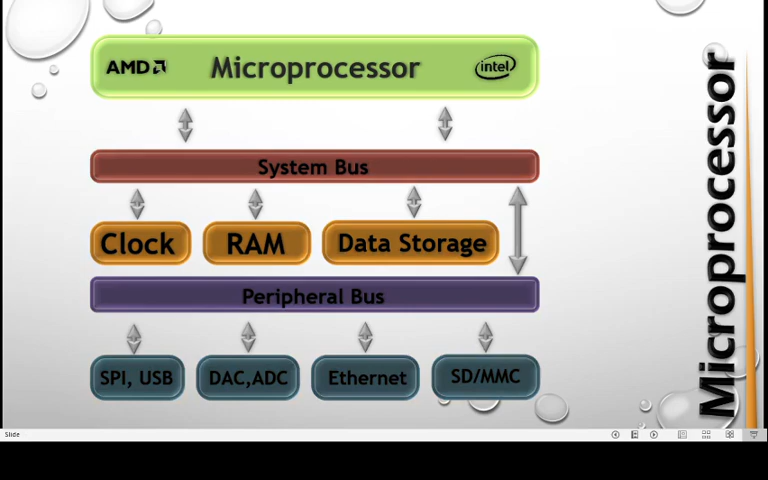 AMD Microprocessor intel
System Bus
Clock RAM Data Storage
Peripheral Bus
SPI, USB DAC,ADC Ethernet SD/MMC
Microprocessor
Slide